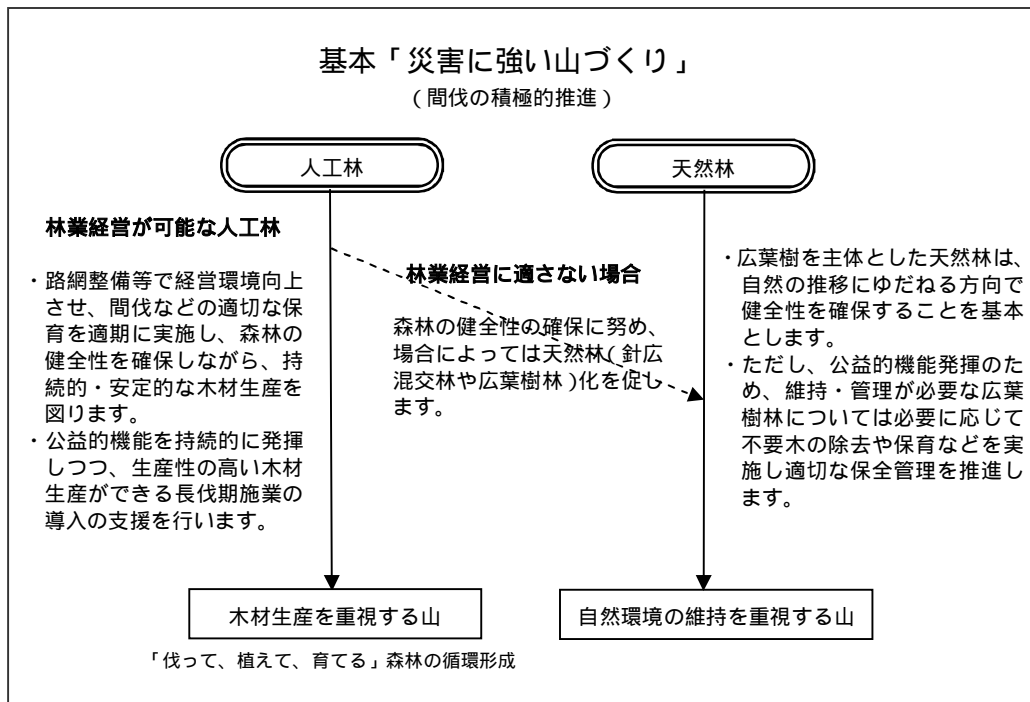 基本「災害に強い山づくり」
（間伐の積極的推進）
人工林
天然林
林業経営が可能な人工林
・路網整備等で経営環境向上
させ、間伐などの適切な保
育を適期に実施し、森林の
健全性を確保しながら、持
続的・安定的な木材生産を
図ります。
・公益的機能を持続的に発揮
しつつ、生産性の高い木材
生産ができる長伐期施業の
導入の支援を行います。
林業経営に適さない場合
森林の健全性の確保に努め、
場合によっては天然林（針広
混交林や広葉樹林）化を促し
ます。
・広葉樹を主体とした天然林は、
自然の推移にゆだねる方向で
健全性を確保することを基本
とします。
・ただし、公益的機能発揮のた
め、維持・管理が必要な広葉
樹林については必要に応じて
不要木の除去や保育などを実
施し適切な保全管理を推進し
ます。
木材生産を重視する山
自然環境の維持を重視する山
「伐って、植えて、育てる」森林の循環形成